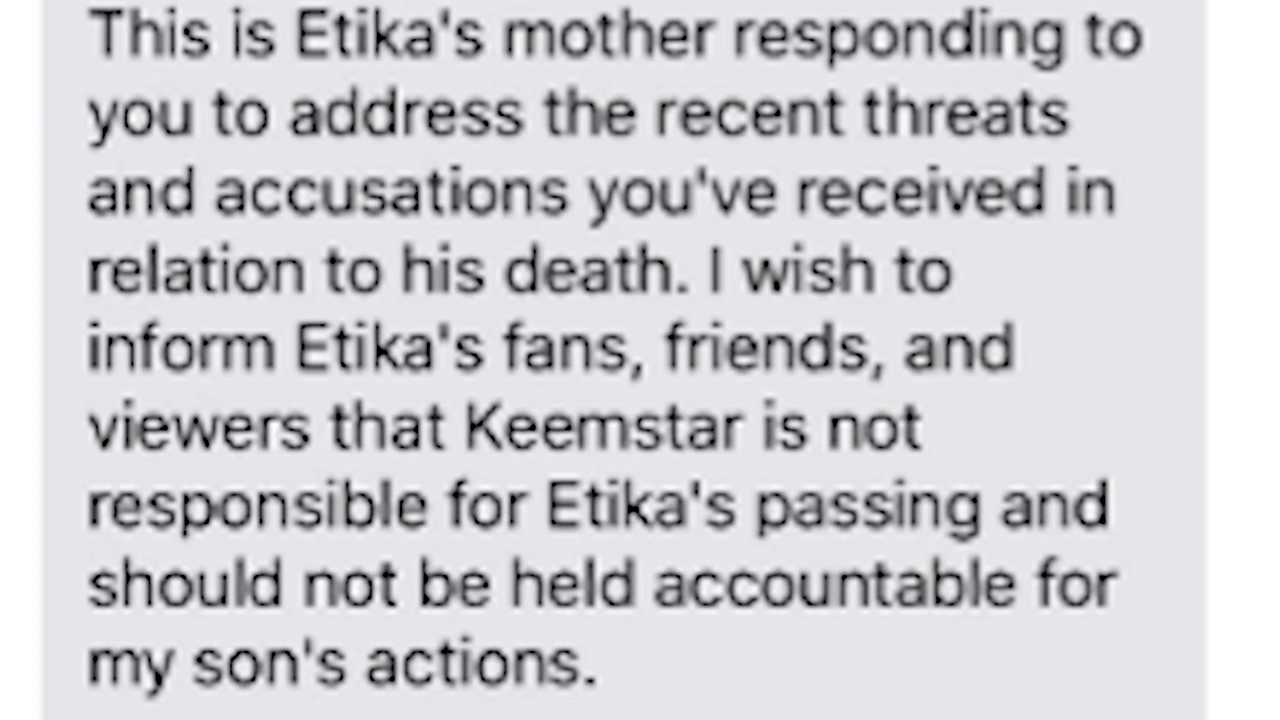 This is Etika's mother responding to
you to address the recent threats
and accusations you've received in
relation to his death. I wish to
inform Etika's fans, friends, and
viewers that Keemstar is not
responsible for Etika's passing and
should not be held accountable for
my son's actions.